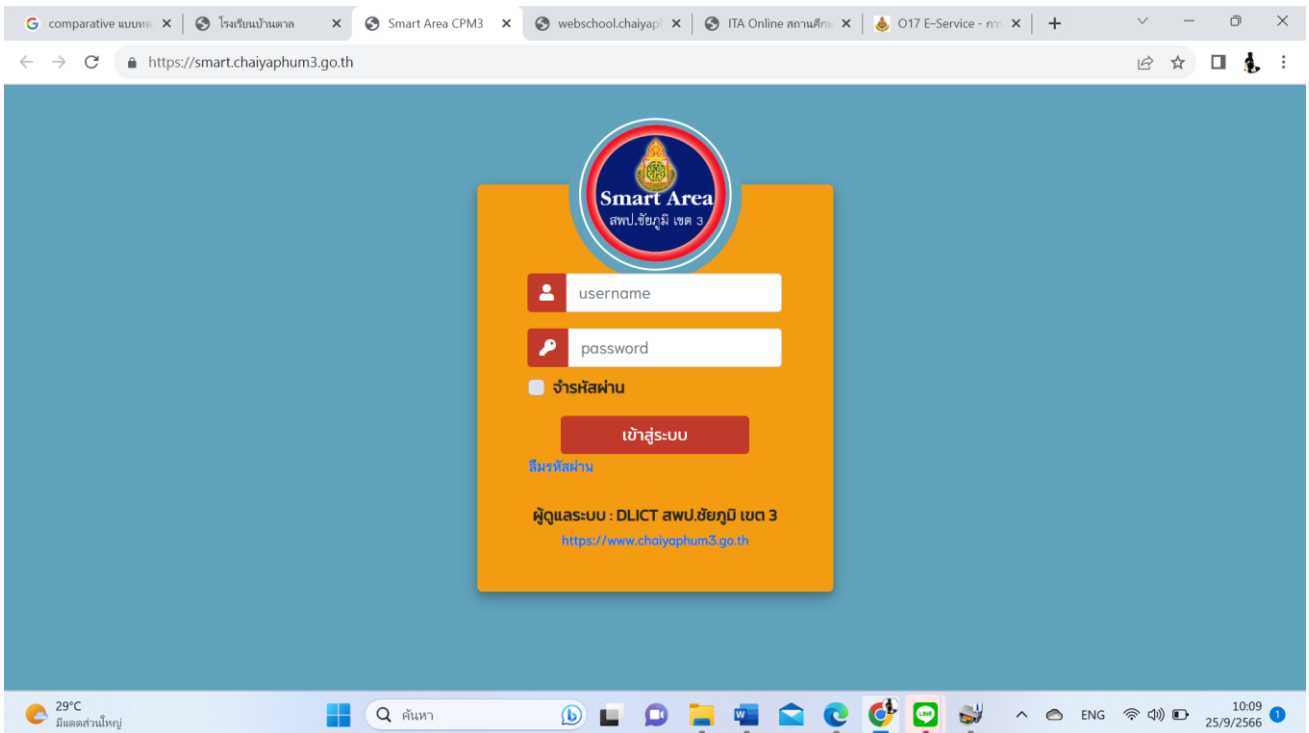 comparative แบบทด
โรงเรียนบ้านตาล
Smart Area CPM3
webschool.chaiyaph
ITA Online สถานศึกษ
O17 E–Service - กา
https://smart.chaiyaphum3.go.th
Smart Area
สพป.ชัยภูมิ เขต 3
username
password
จำรหัสผ่าน
เข้าสู่ระบบ
ลืมรหัสผ่าน
ผู้ดูแลระบบ : DLICT สพป.ชัยภูมิ เขต 3
https://www.chaiyaphum3.go.th
29°C
มีแดดส่วนใหญ่
ค้นหา
LINE
ENG
10:09
25/9/2566
1